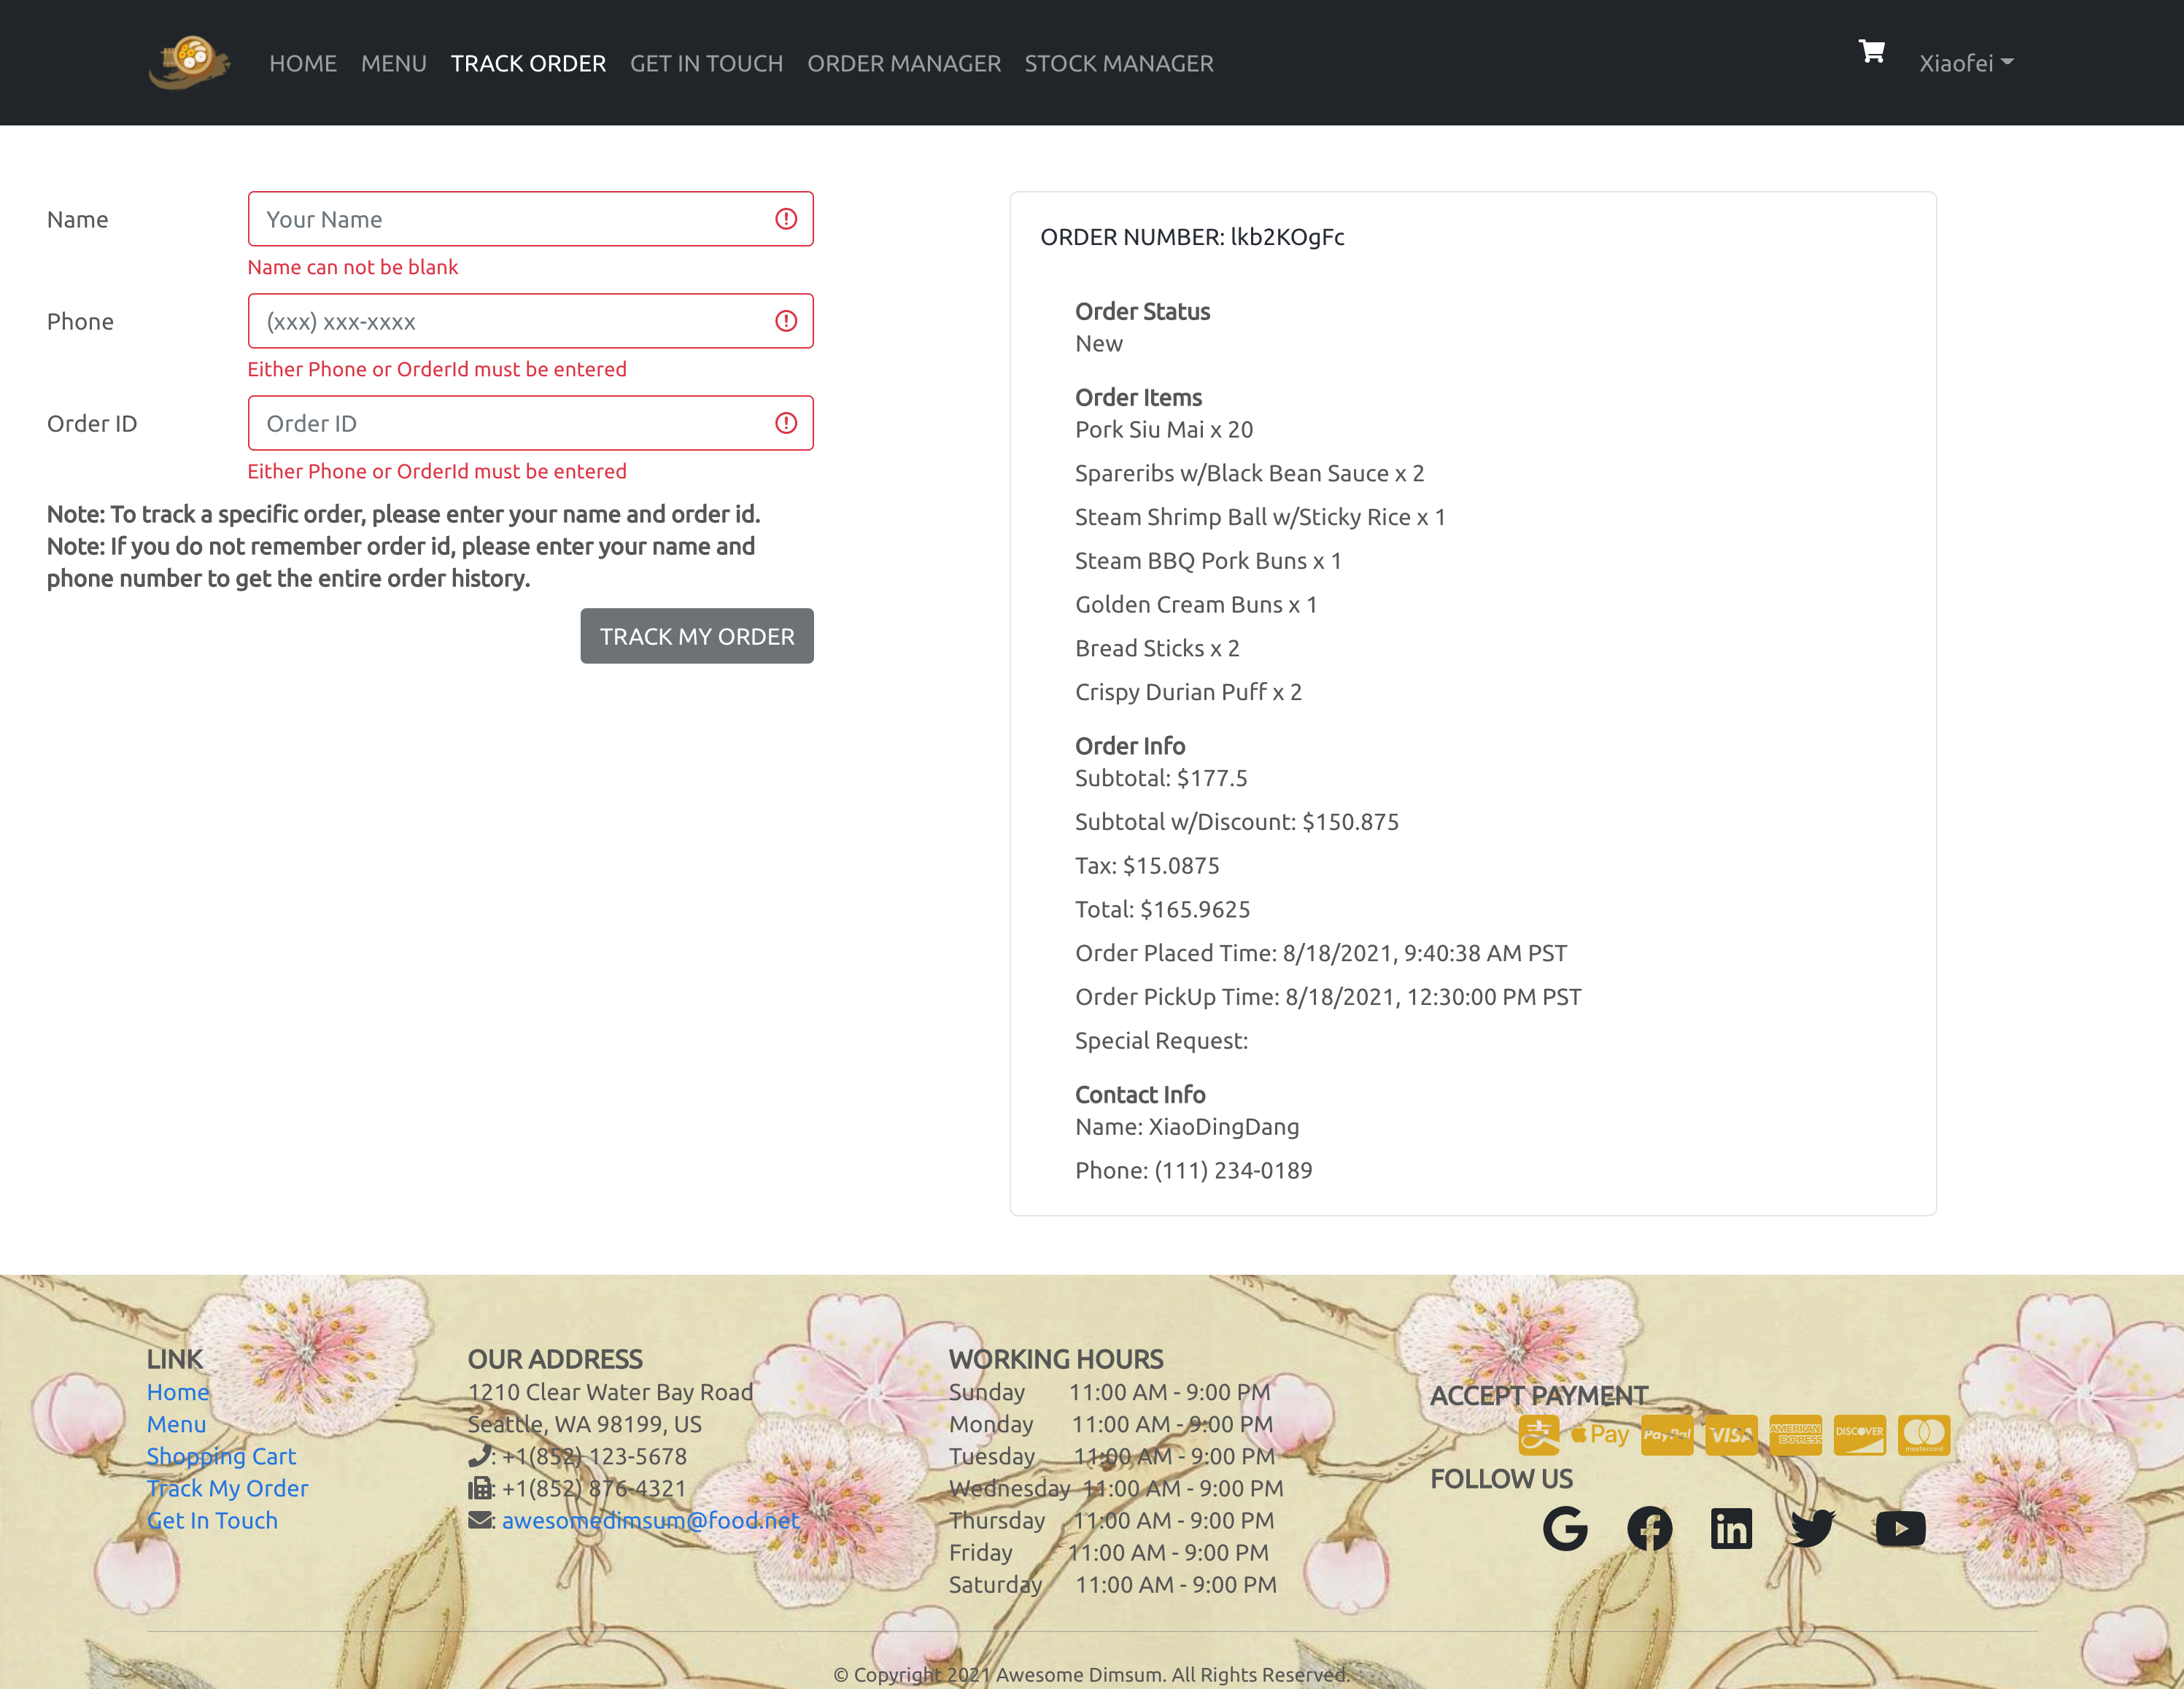 HOME MENU TRACK ORDER GET IN TOUCH ORDER MANAGER STOCK MANAGER Xiaofei
Name Your Name
Name can not be blank
Phone (xxx) xxx-xxxx
Either Phone or OrderId must be entered
Order ID Order ID
Either Phone or OrderId must be entered
Note: To track a specific order, please enter your name and order id.
Note: If you do not remember order id, please enter your name and
phone number to get the entire order history.
TRACK MY ORDER
ORDER NUMBER: lkb2KOgFc
Order Status
New
Order Items
Pork Siu Mai x 20
Spareribs w/Black Bean Sauce x 2
Steam Shrimp Ball w/Sticky Rice x 1
Steam BBQ Pork Buns x 1
Golden Cream Buns x 1
Bread Sticks x 2
Crispy Durian Puff x 2
Order Info
Subtotal: $177.5
Subtotal w/Discount: $150.875
Tax: $15.0875
Total: $165.9625
Order Placed Time: 8/18/2021, 9:40:38 AM PST
Order PickUp Time: 8/18/2021, 12:30:00 PM PST
Special Request:
Contact Info
Name: XiaoDingDang
Phone: (111) 234-0189
LINK
Home
Menu
Shopping Cart
Track My Order
Get In Touch
OUR ADDRESS
1210 Clear Water Bay Road
Seattle, WA 98199, US
: +1(852) 123-5678
: +1(852) 876-4321
: awesomedimsum@food.net
WORKING HOURS
Sunday 11:00 AM - 9:00 PM
Monday 11:00 AM - 9:00 PM
Tuesday 11:00 AM - 9:00 PM
Wednesday 11:00 AM - 9:00 PM
Thursday 11:00 AM - 9:00 PM
Friday 11:00 AM - 9:00 PM
Saturday 11:00 AM - 9:00 PM
ACCEPT PAYMENT
支 Pay PayPal VISA AMERICAN EXPRESS DISCOVER mastercard
FOLLOW US
© Copyright 2021 Awesome Dimsum. All Rights Reserved.